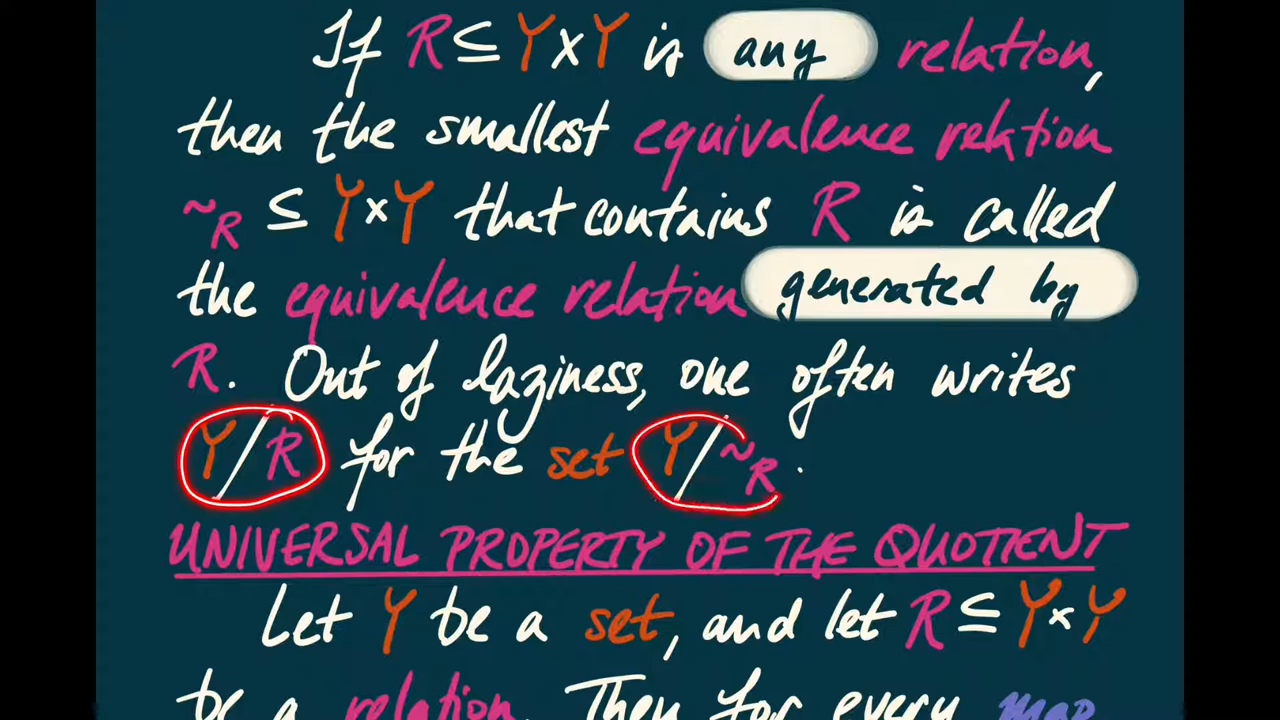 If R ⊆ Y × Y is any relation,
then the smallest equivalence relation
~R ⊆ Y × Y that contains R is called
the equivalence relation generated by
R. Out of laziness, one often writes
Y/R for the set Y/~R.
UNIVERSAL PROPERTY OF THE QUOTIENT
Let Y be a set, and let R ⊆ Y × Y
be a relation. Then for every map